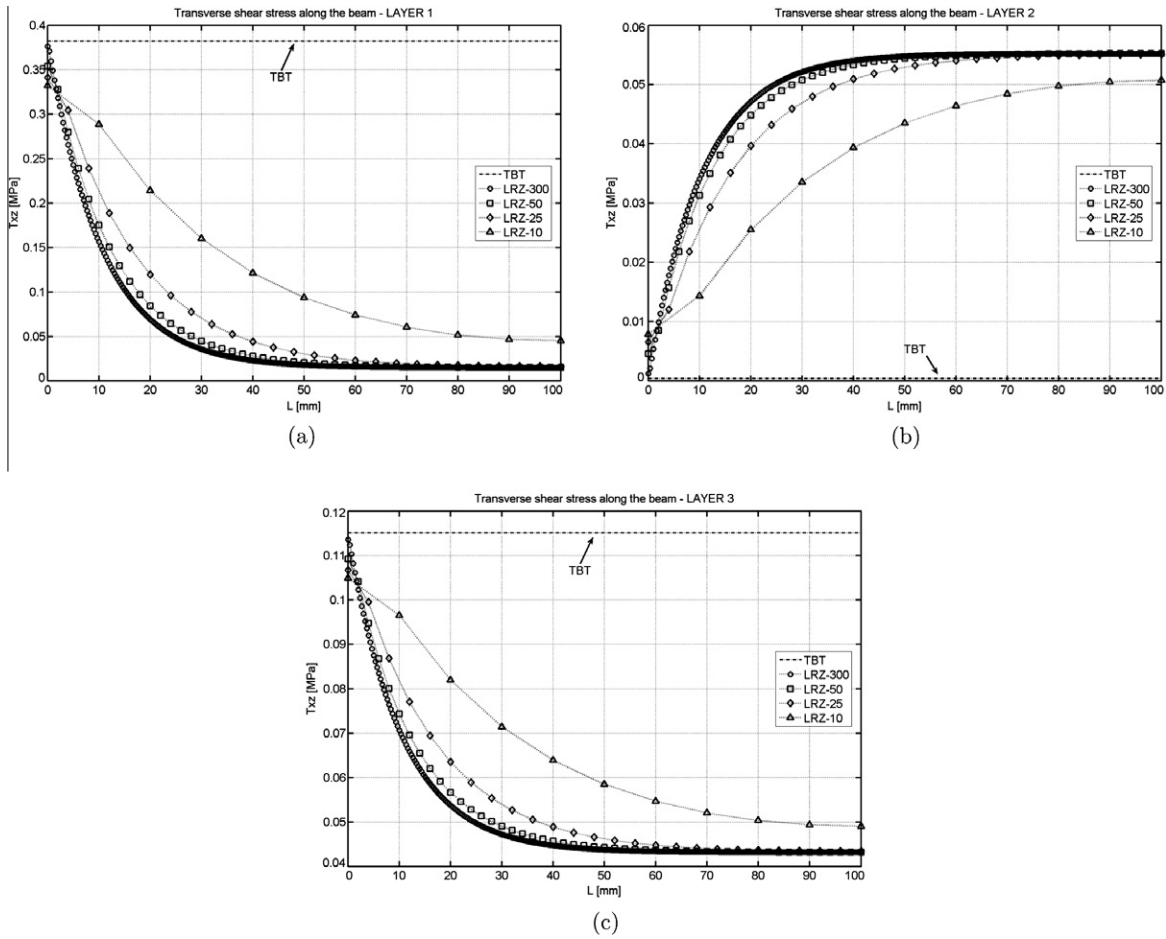 Transverse shear stress along the beam - LAYER 1
Txz [MPa]
0.4
0.35
0.3
0.25
0.2
0.15
0.1
0.05
0
TBT
TBT
LRZ-300
LRZ-50
LRZ-25
LRZ-10
0 10 20 30 40 50 60 70 80 90 100
L [mm]
(a)
Transverse shear stress along the beam - LAYER 2
Txz [MPa]
0.06
0.05
0.04
0.03
0.02
0.01
0
TBT
LRZ-300
LRZ-50
LRZ-25
LRZ-10
TBT
0 10 20 30 40 50 60 70 80 90 100
L [mm]
(b)
Transverse shear stress along the beam - LAYER 3
Txz [MPa]
0.12
0.11
0.1
0.09
0.08
0.07
0.06
0.05
0.04
TBT
TBT
LRZ-300
LRZ-50
LRZ-25
LRZ-10
0 10 20 30 40 50 60 70 80 90 100
L [mm]
(c)